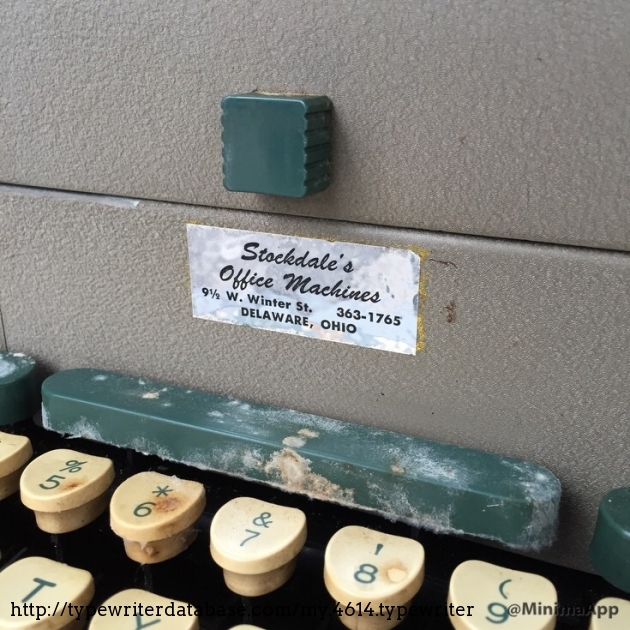 Stockdale's
Office Machines
9½ W. Winter St. 363-1765
DELAWARE, OHIO
% 5
* 6
& 7
' 8
( 9
T
Y
http://typewriterdatabase.com/my.4614.typewriter
@MinimaApp